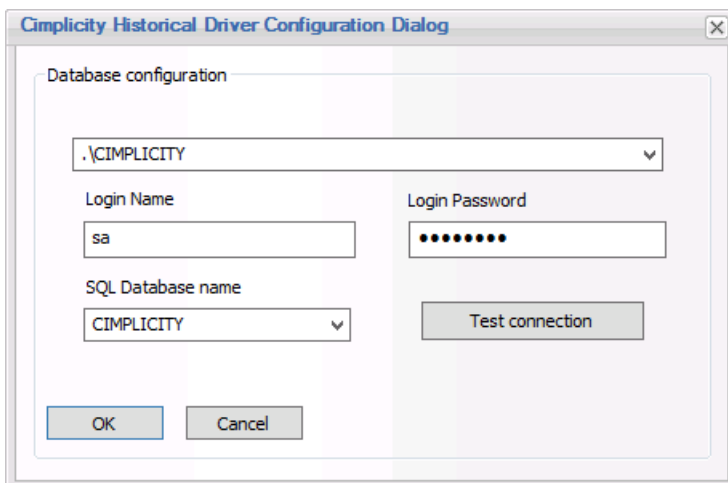 Cimplicity Historical Driver Configuration Dialog
Database configuration
.\CIMPLICITY
Login Name
Login Password
sa
••••••••
SQL Database name
CIMPLICITY
Test connection
OK
Cancel